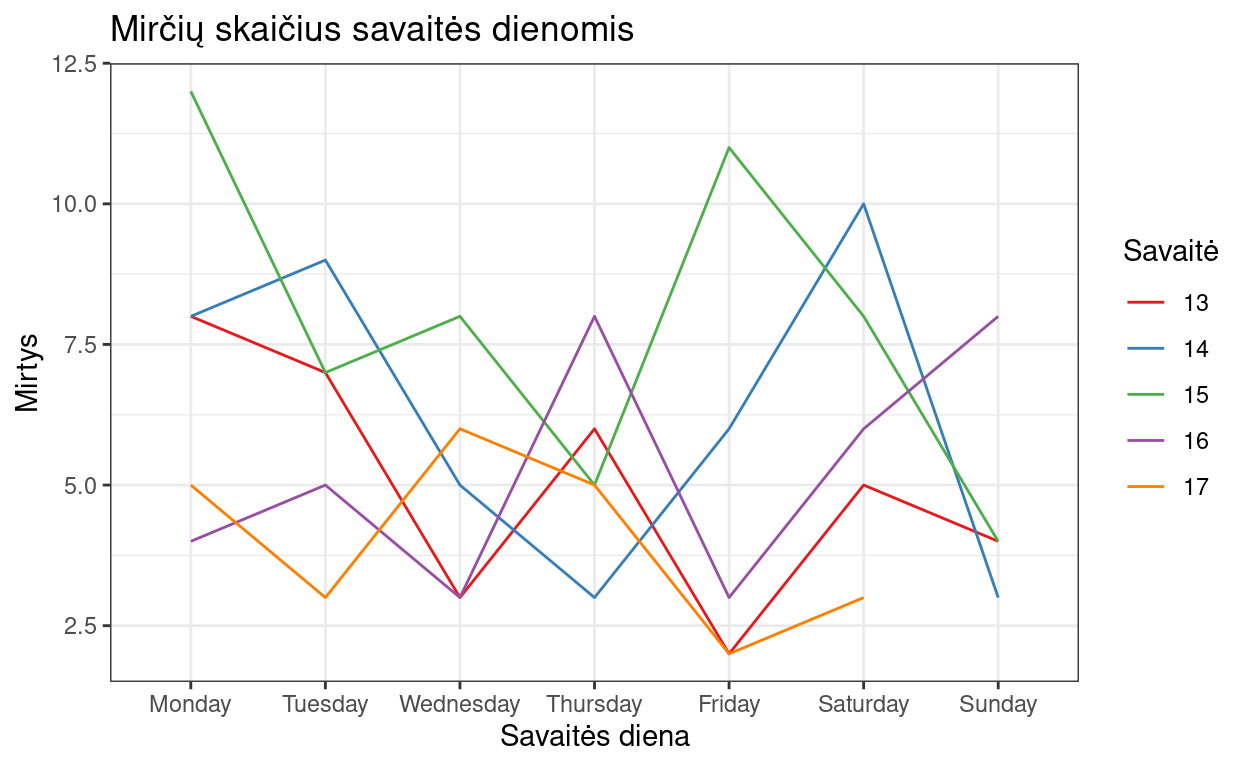 Mirčių skaičius savaitės dienomis
12.5
10.0
7.5
5.0
2.5
Mirtys
Monday Tuesday Wednesday Thursday Friday Saturday Sunday
Savaitės diena
Savaitė
13
14
15
16
17